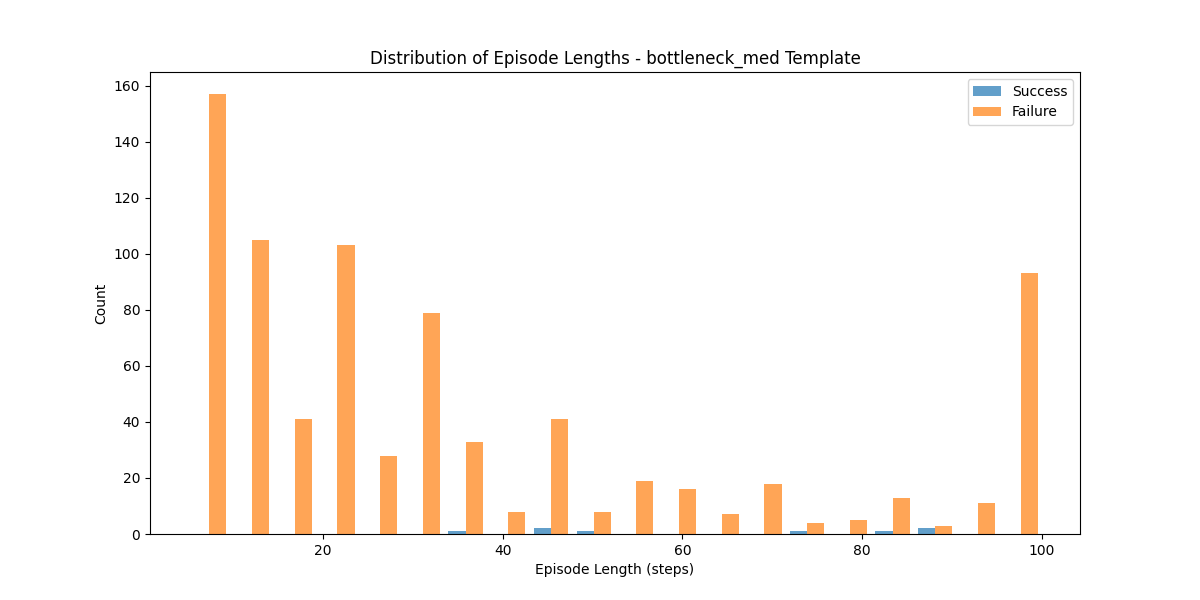 Distribution of Episode Lengths - bottleneck_med Template
Success
Failure
Count
160
140
120
100
80
60
40
20
0
20 40 60 80 100
Episode Length (steps)